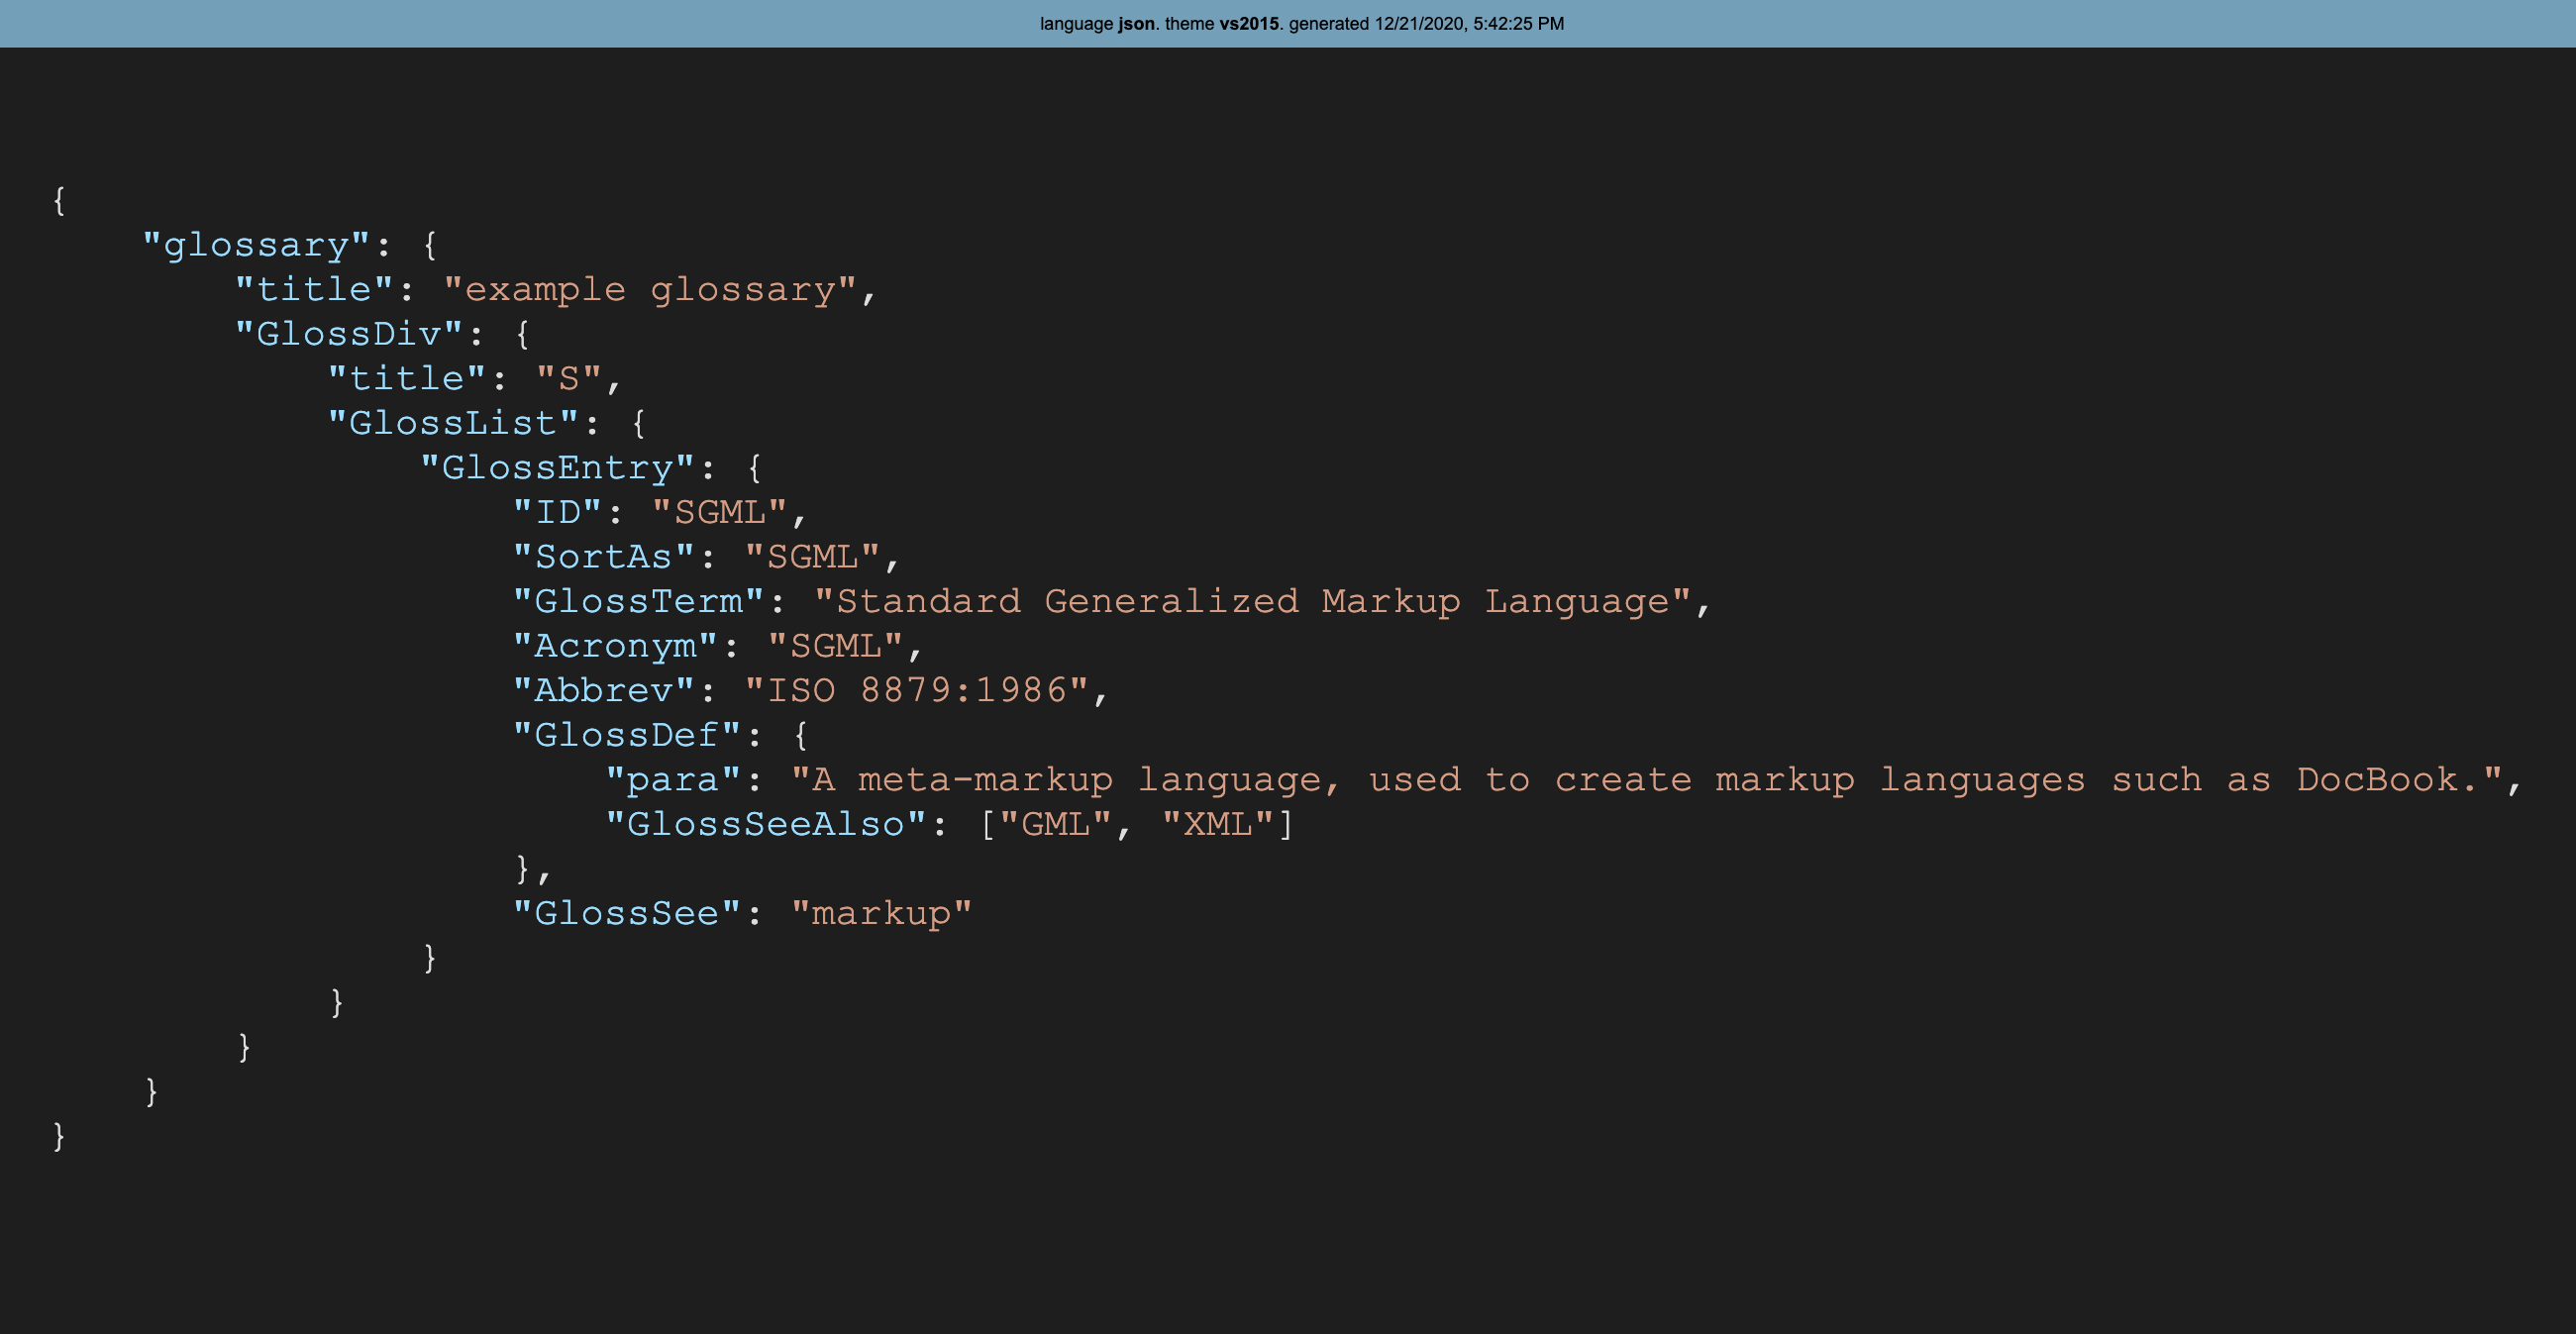 language json. theme vs2015. generated 12/21/2020, 5:42:25 PM
{
    "glossary": {
        "title": "example glossary",
        "GlossDiv": {
            "title": "S",
            "GlossList": {
                "GlossEntry": {
                    "ID": "SGML",
                    "SortAs": "SGML",
                    "GlossTerm": "Standard Generalized Markup Language",
                    "Acronym": "SGML",
                    "Abbrev": "ISO 8879:1986",
                    "GlossDef": {
                        "para": "A meta-markup language, used to create markup languages such as DocBook.",
                        "GlossSeeAlso": ["GML", "XML"]
                    },
                    "GlossSee": "markup"
                }
            }
        }
    }
}